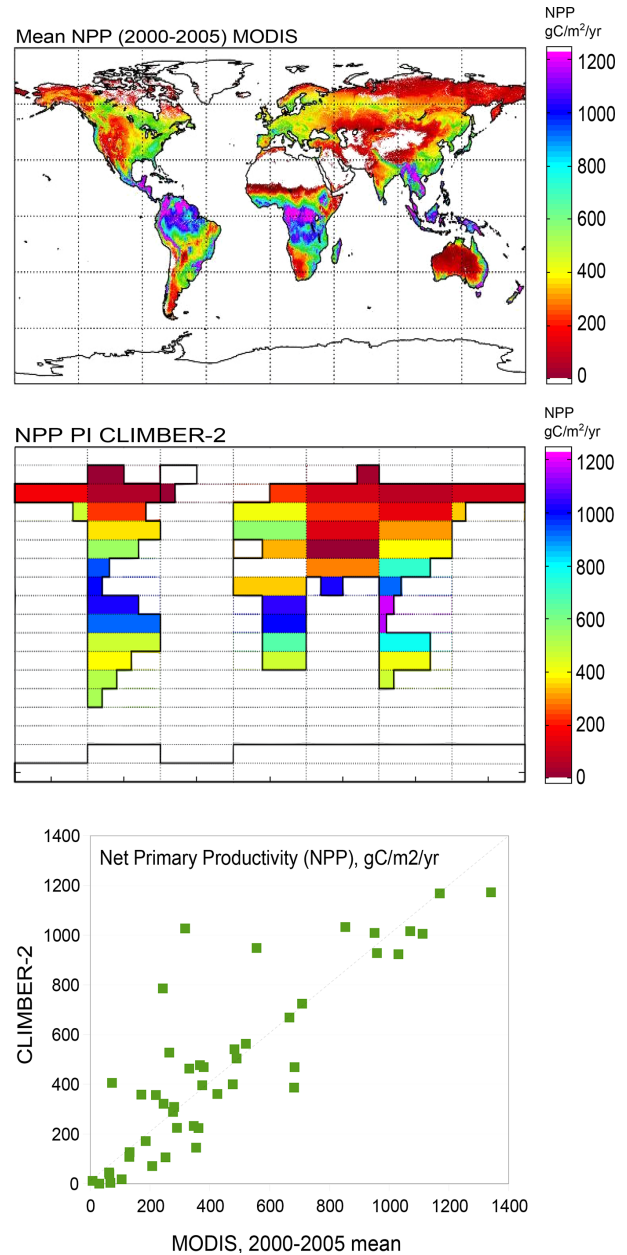 NPP
gC/m²/yr
Mean NPP (2000-2005) MODIS
1200
1000
800
600
400
200
0
NPP
gC/m²/yr
NPP PI CLIMBER-2
1200
1000
800
600
400
200
0
Net Primary Productivity (NPP), gC/m2/yr
1400
1200
1000
800
600
400
200
0
CLIMBER-2
0 200 400 600 800 1000 1200 1400
MODIS, 2000-2005 mean